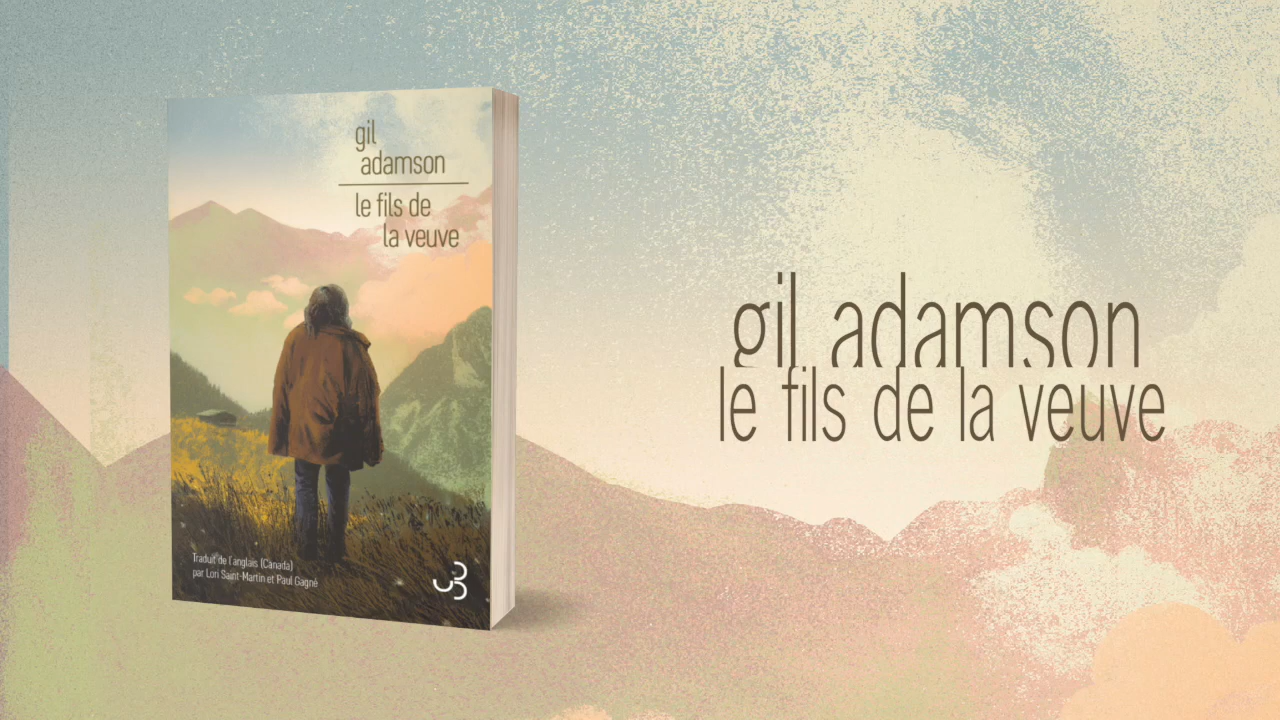 gil
adamson
le fils de
la veuve
Traduit de l'anglais (Canada)
par Lori Saint-Martin et Paul Gagné
gil adamson
le fils de la veuve